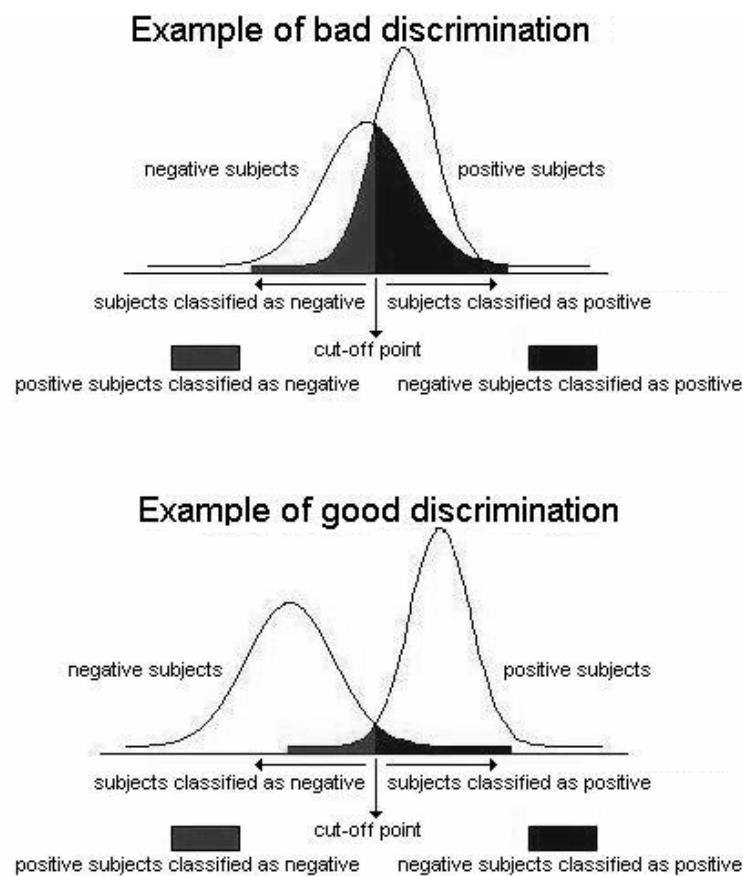 Example of bad discrimination
negative subjects
positive subjects
subjects classified as negative
subjects classified as positive
cut-off point
positive subjects classified as negative
negative subjects classified as positive
Example of good discrimination
negative subjects
positive subjects
subjects classified as negative
subjects classified as positive
cut-off point
positive subjects classified as negative
negative subjects classified as positive